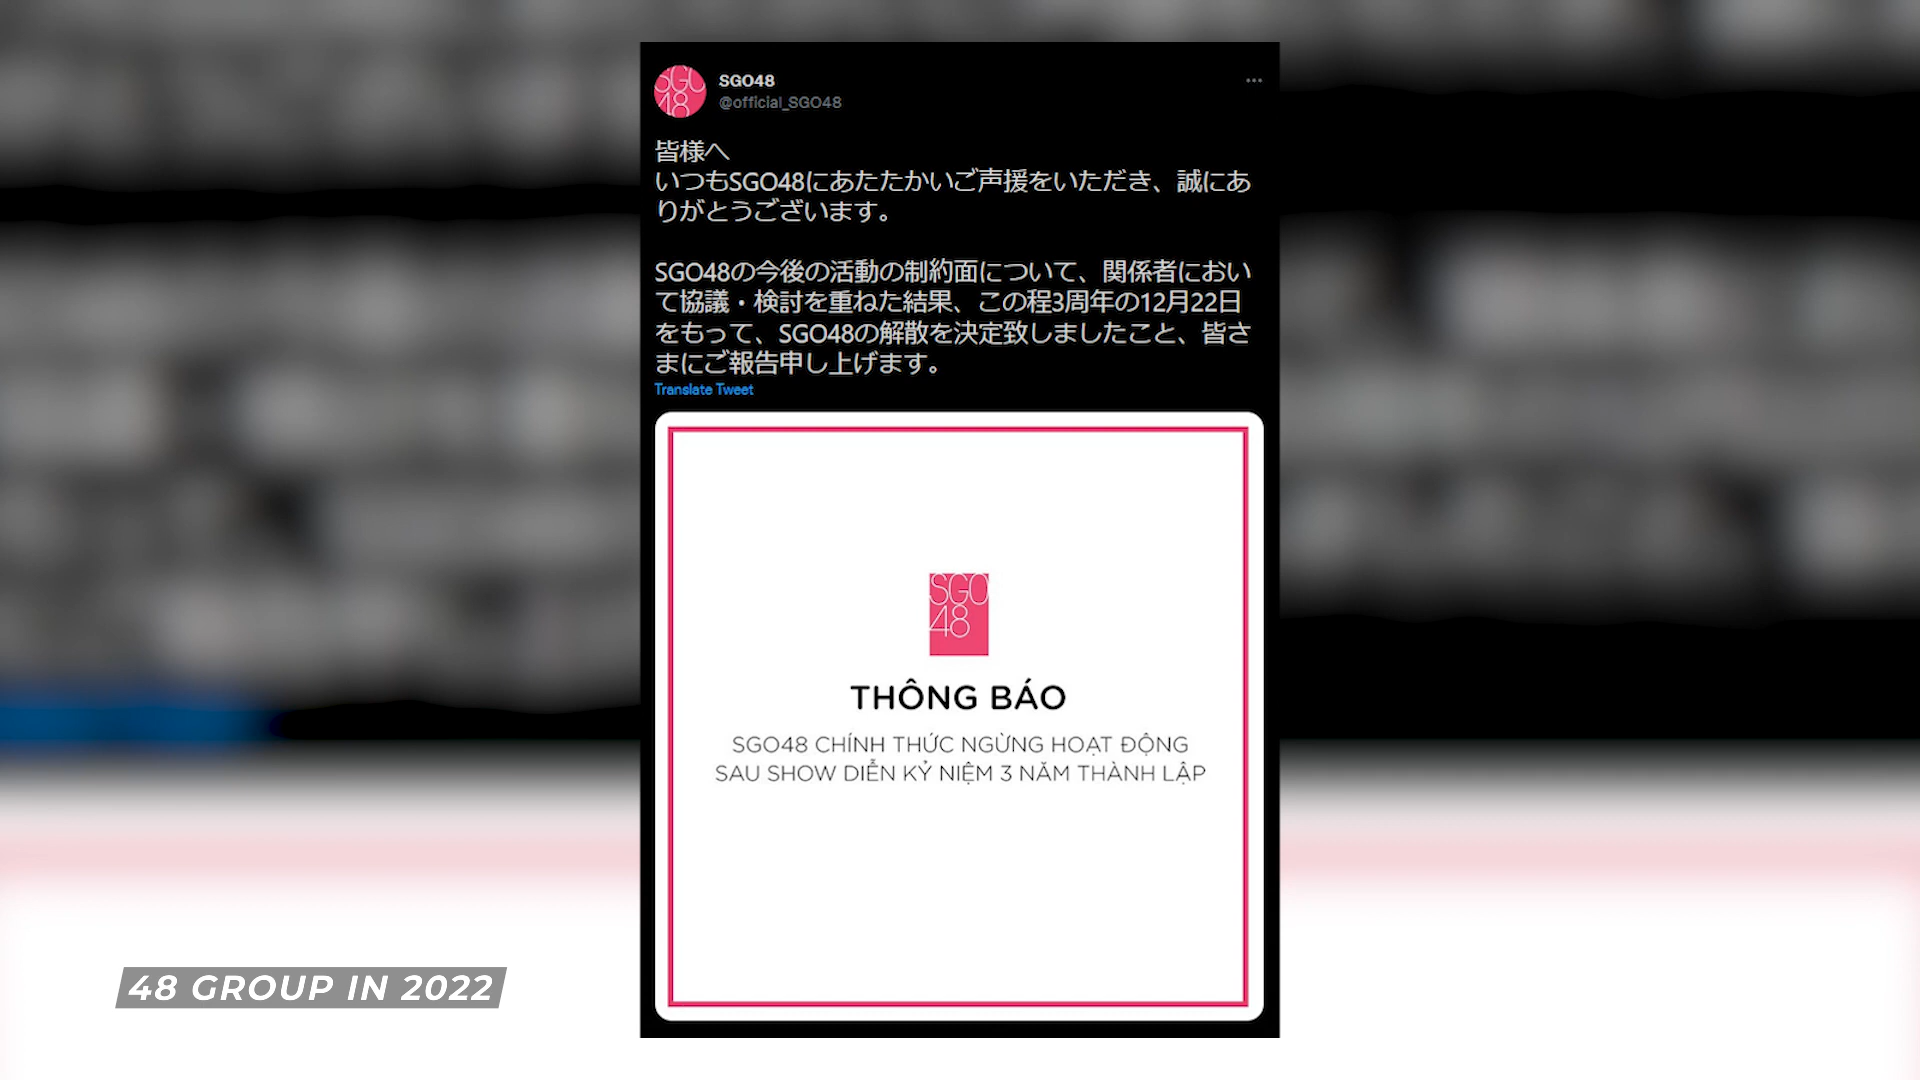 SGO
48
SGO48
@official_SGO48
皆様へ
いつもSGO48にあたたかいご声援をいただき、誠にあ
りがとうございます。
SGO48の今後の活動の制約面について、関係者におい
て協議・検討を重ねた結果、この程3周年の12月22日
をもって、SGO48の解散を決定致しましたこと、皆さ
まにご報告申し上げます。
Translate Tweet
SGO
48
THÔNG BÁO
SGO48 CHÍNH THỨC NGỪNG HOẠT ĐỘNG
SAU SHOW DIỄN KỶ NIỆM 3 NĂM THÀNH LẬP
48 GROUP IN 2022